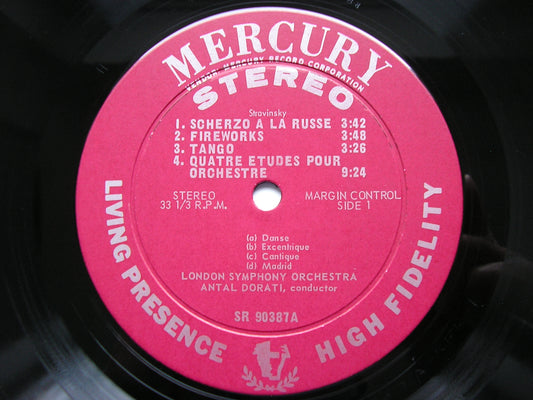 MERCURY
VENDOR: MERCURY RECORD CORPORATION
STEREO
Stravinsky
1. SCHERZO A LA RUSSE 3:42
2. FIREWORKS 3:48
3. TANGO 3:26
4. QUATRE ETUDES POUR
ORCHESTRE 9:24
STEREO
33 1/3 R.P.M.
MARGIN CONTROL
SIDE 1
(a) Danse
(b) Excentrique
(c) Cantique
(d) Madrid
LONDON SYMPHONY ORCHESTRA
ANTAL DORATI, conductor
SR 90387A
LIVING PRESENCE
HIGH FIDELITY